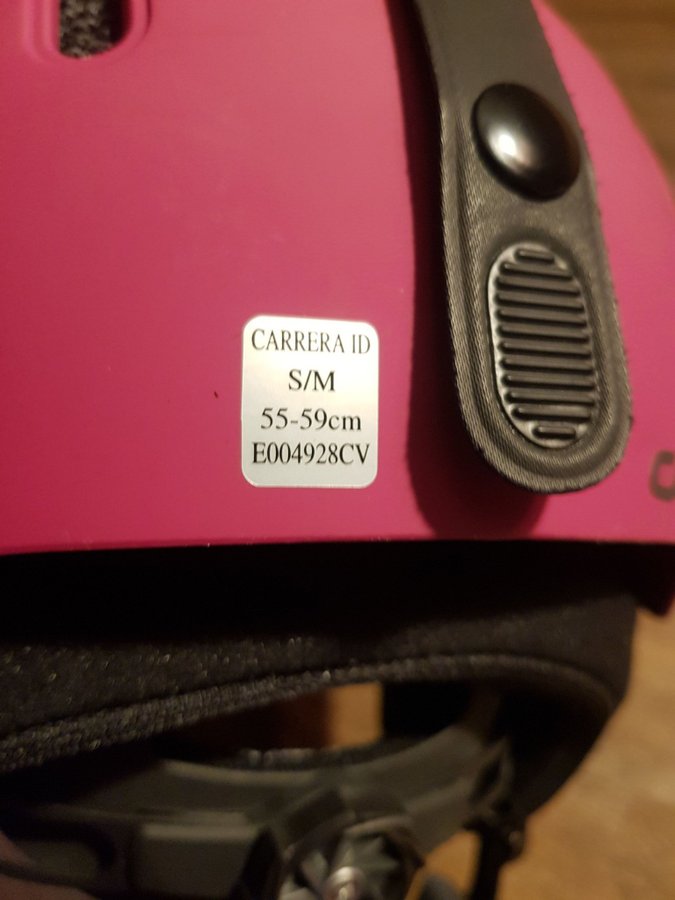 CARRERA ID
S/M
55-59cm
E004928CV